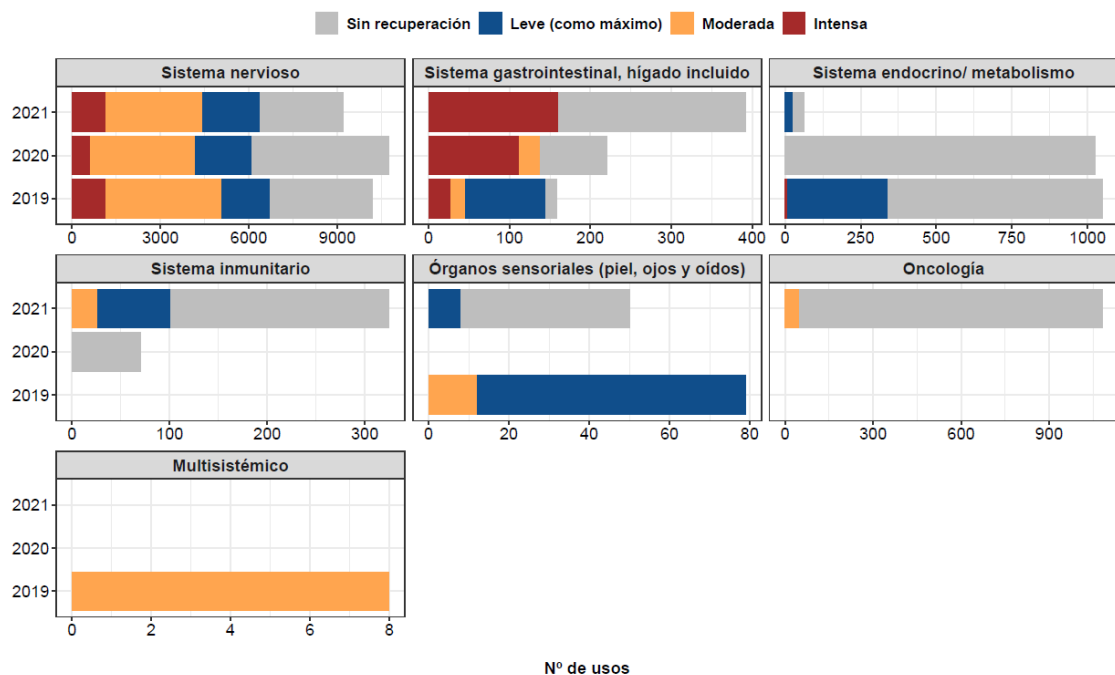 Sin recuperación Leve (como máximo) Moderada Intensa
Sistema nervioso Sistema gastrointestinal, hígado incluido Sistema endocrino/ metabolismo
2021
2020
2019
0 3000 6000 9000 0 100 200 300 400 0 250 500 750 1000
Sistema inmunitario Órganos sensoriales (piel, ojos y oídos) Oncología
2021
2020
2019
0 100 200 300 0 20 40 60 80 0 300 600 900
Multisistémico
2021
2020
2019
0 2 4 6 8
Nº de usos